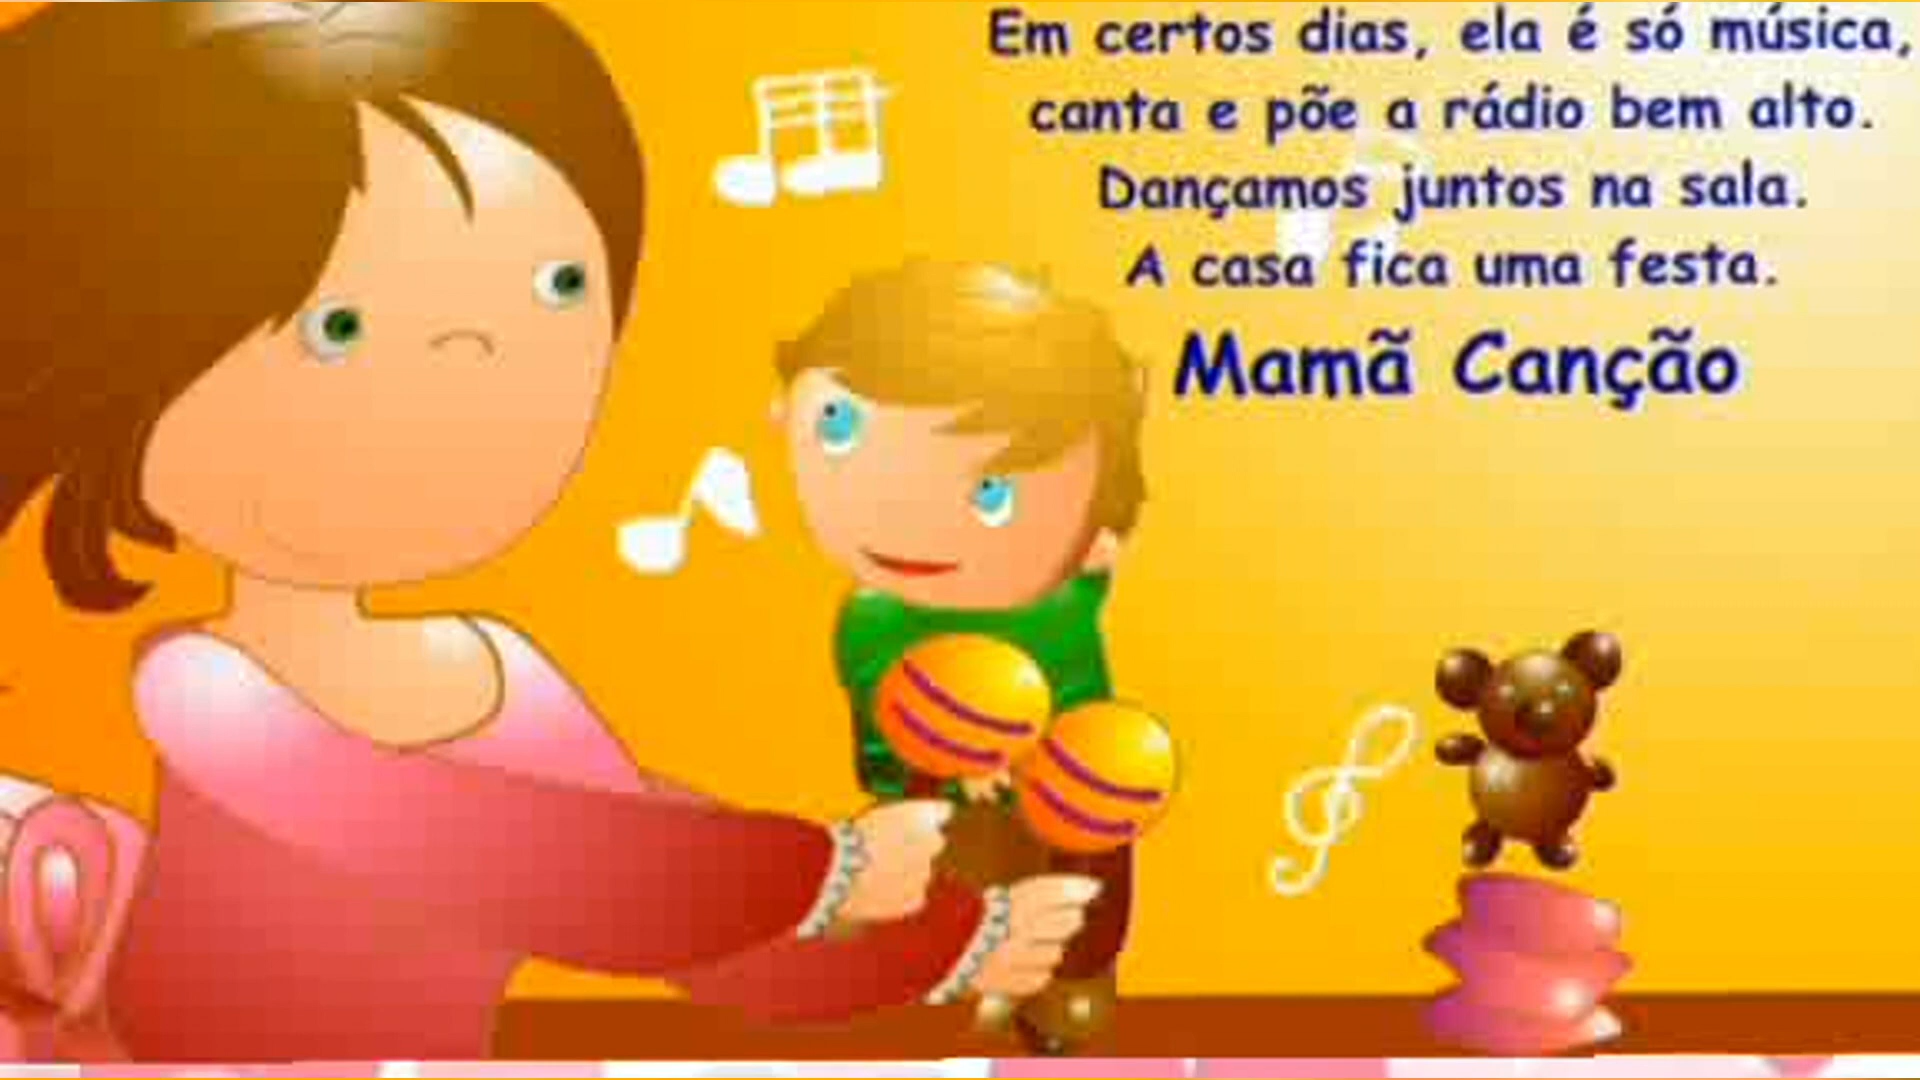 Em certos dias, ela é só música,
canta e põe a rádio bem alto.
Dançamos juntos na sala.
A casa fica uma festa.
Mamã Canção